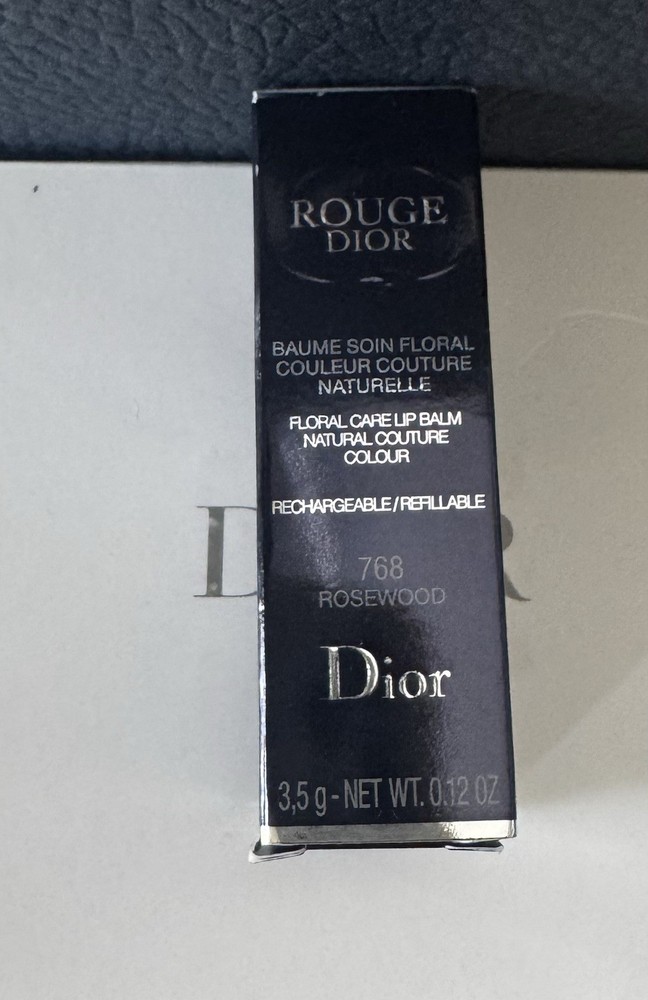 ROUGE
DIOR
BAUME SOIN FLORAL
COULEUR COUTURE
NATURELLE
FLORAL CARE LIP BALM
NATURAL COUTURE
COLOUR
RECHARGEABLE/REFILLABLE
768
ROSEWOOD
Dior
3,5 g - NET WT. 0.12 OZ